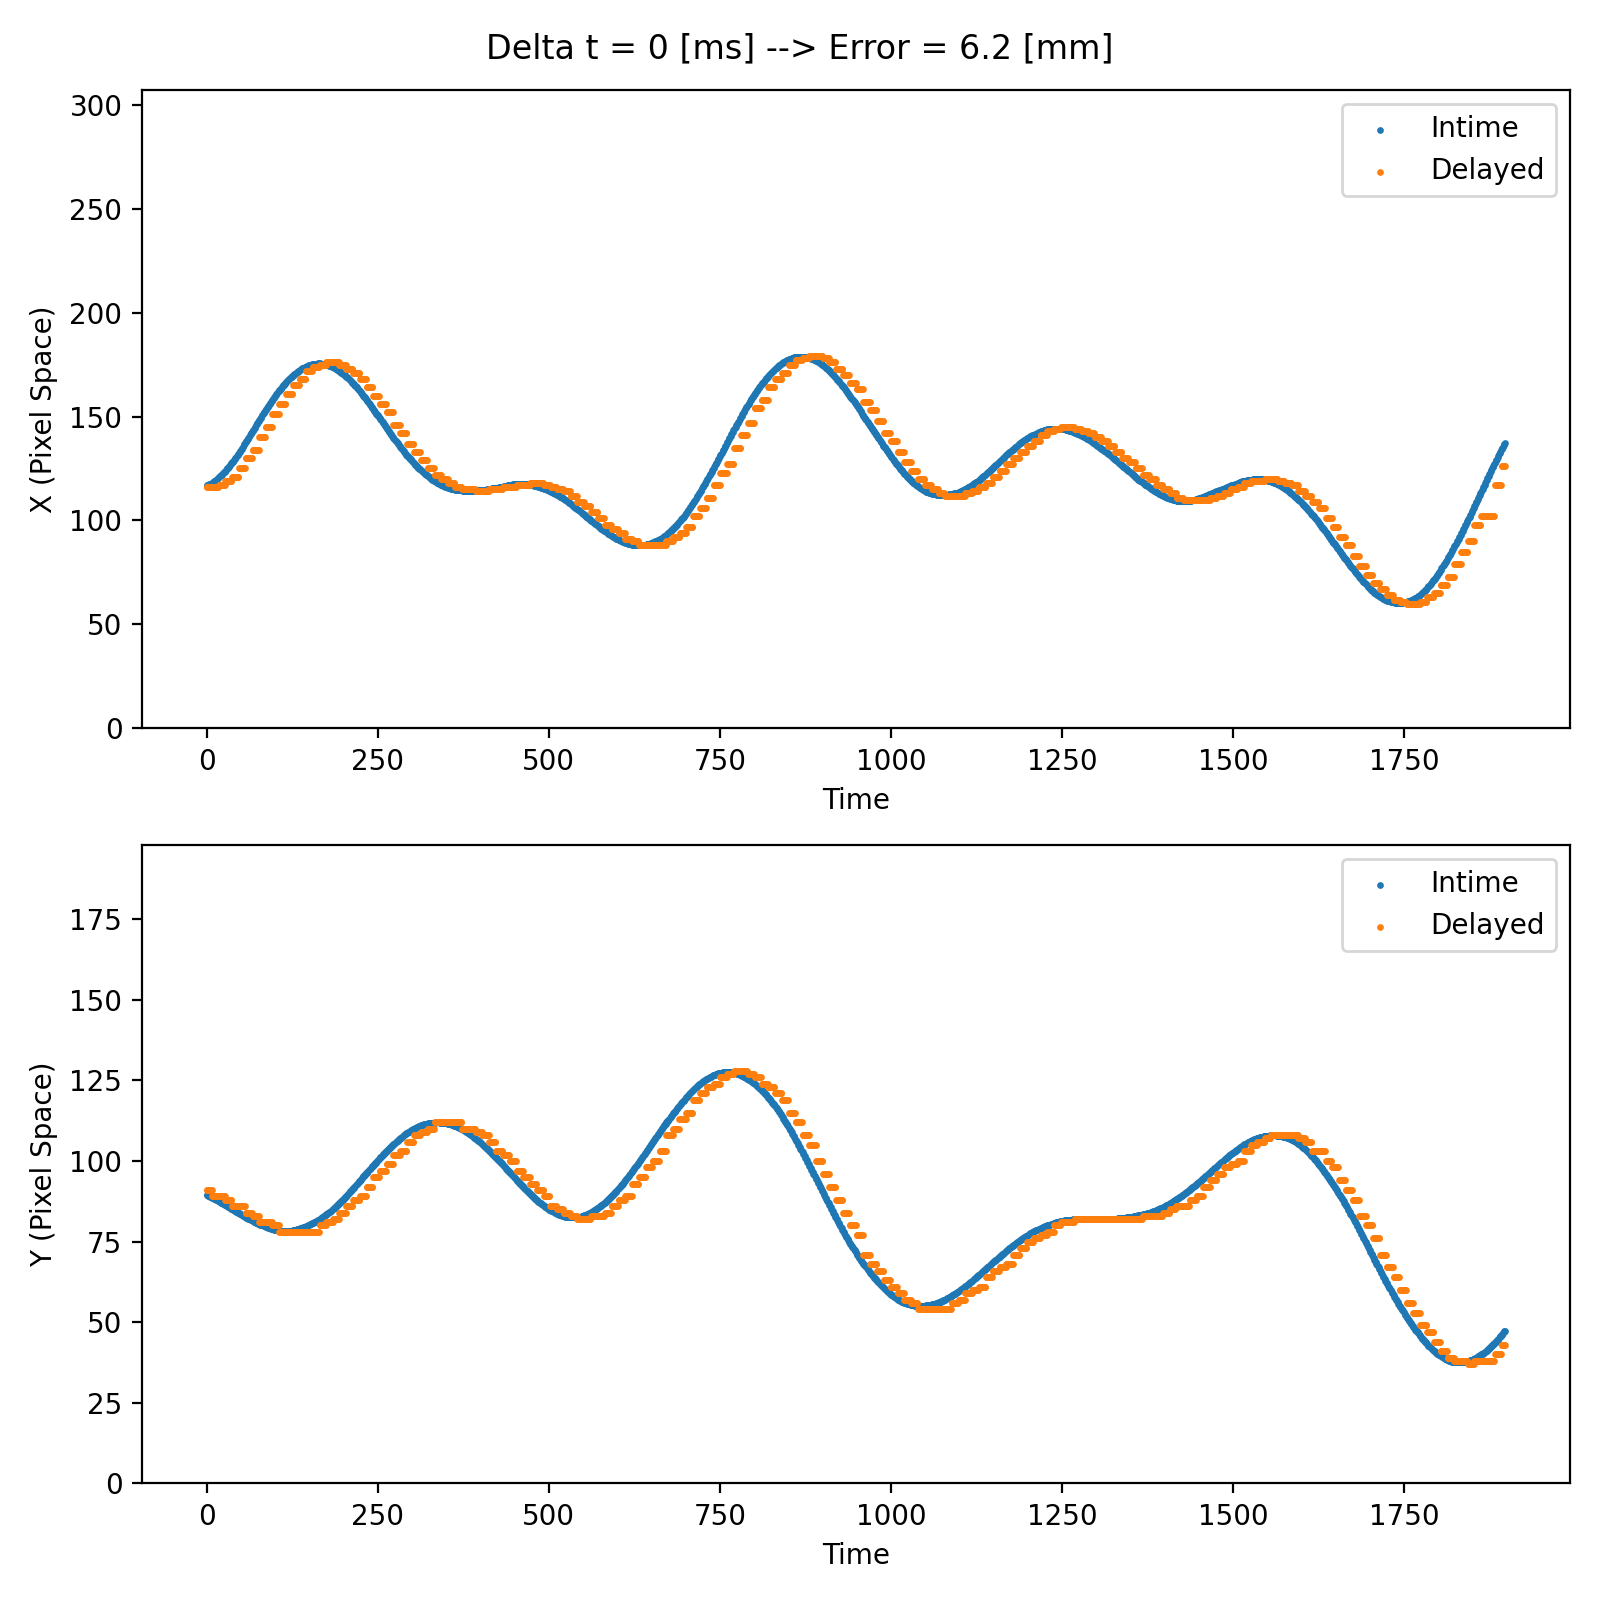 Delta t = 0 [ms] --> Error = 6.2 [mm]
300
250
200
150
100
50
0
X (Pixel Space)
Intime
Delayed
0 250 500 750 1000 1250 1500 1750
Time
175
150
125
100
75
50
25
0
Y (Pixel Space)
Intime
Delayed
0 250 500 750 1000 1250 1500 1750
Time